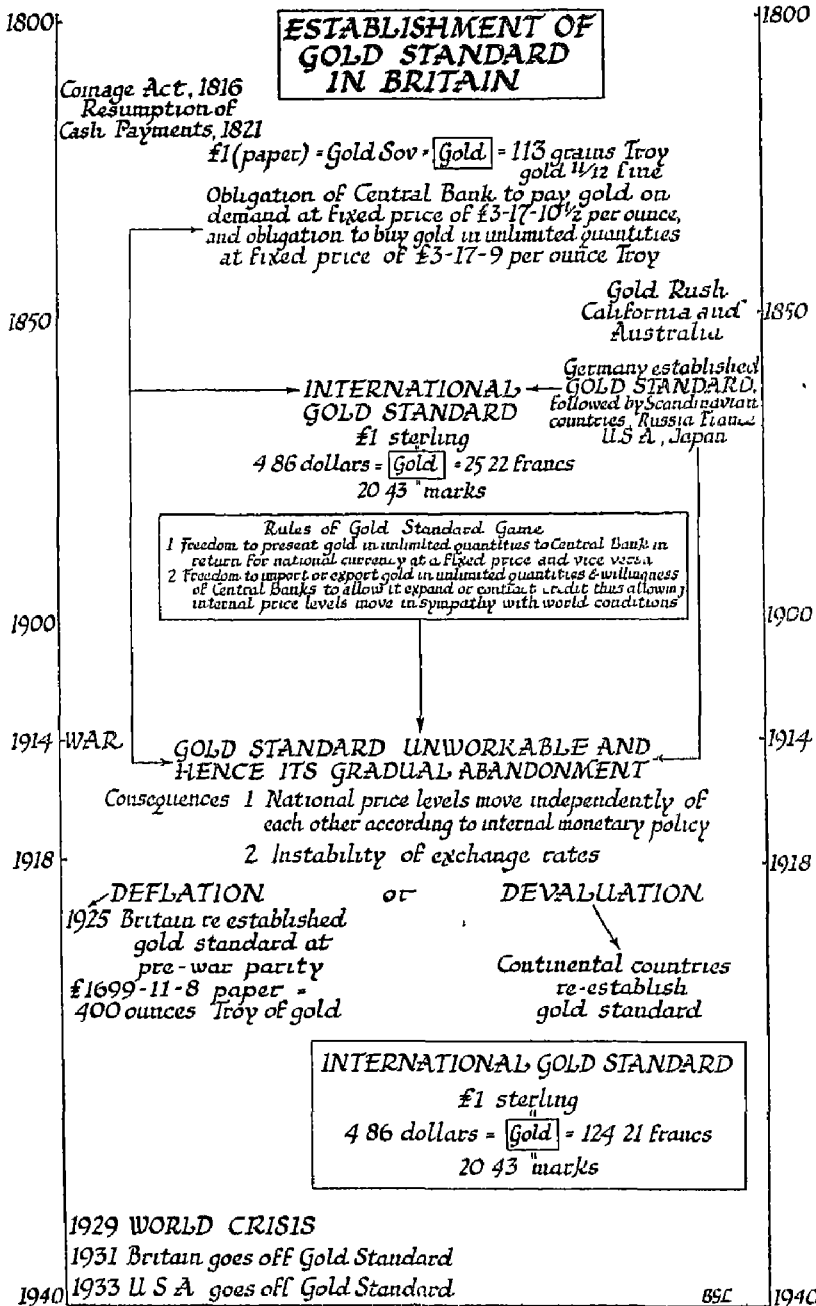 1800
1800
ESTABLISHMENT OF
GOLD STANDARD
IN BRITAIN
Coinage Act, 1816
Resumption of
Cash Payments, 1821
£1 (paper) = Gold Sov = Gold = 113 grains Troy
gold 11/12 fine
Obligation of Central Bank to pay gold on
demand at fixed price of £3-17-10½ per ounce,
and obligation to buy gold in unlimited quantities
at fixed price of £3-17-9 per ounce Troy
Gold Rush
California and
Australia
1850
1850
Germany established
GOLD STANDARD,
followed by Scandinavian
countries, Russia France
U S A, Japan
INTERNATIONAL
GOLD STANDARD
£1 sterling
4 86 dollars = Gold = 25 22 francs
20 43 marks
Rules of Gold Standard Game
1 Freedom to present gold in unlimited quantities to Central Bank in
return for national currency at a fixed price and vice versa
2 Freedom to import or export gold in unlimited quantities & willingness
of Central Banks to allow it expand or contract credit thus allowing
internal price levels move in sympathy with world conditions
1900
1900
1914
WAR
1914
GOLD STANDARD UNWORKABLE AND
HENCE ITS GRADUAL ABANDONMENT
Consequences 1 National price levels move independently of
each other according to internal monetary policy
2 Instability of exchange rates
1918
1918
DEFLATION or DEVALUATION
1925 Britain re established
gold standard at
pre-war parity
£1699-11-8 paper =
400 ounces Troy of gold
Continental countries
re-establish
gold standard
INTERNATIONAL GOLD STANDARD
£1 sterling
4 86 dollars = Gold = 124 21 francs
20 43 marks
1929 WORLD CRISIS
1931 Britain goes off Gold Standard
1933 U S A goes off Gold Standard
1940
BSL
1940